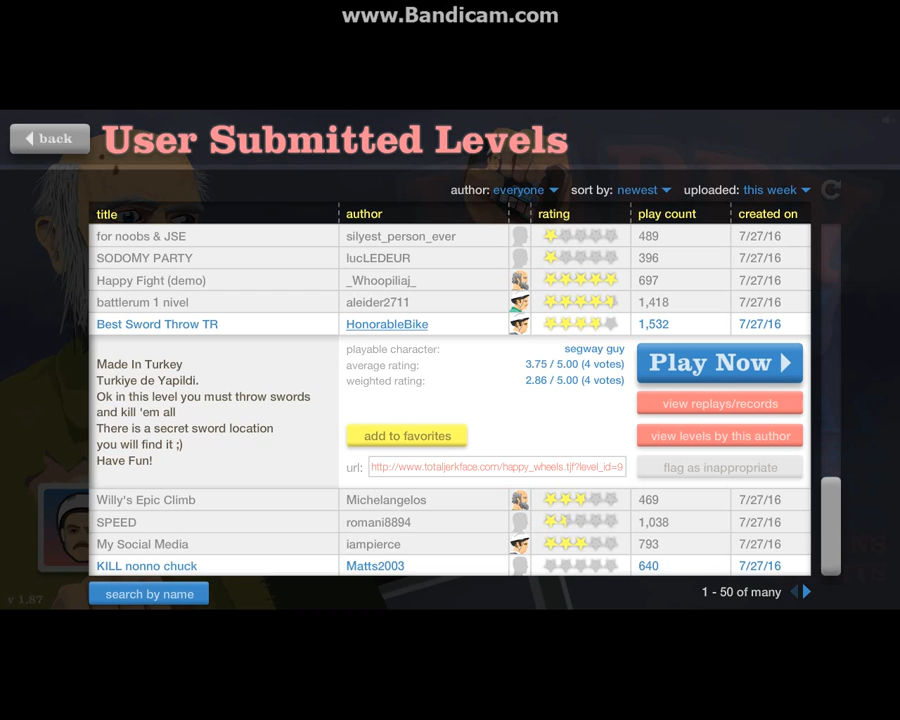 www.Bandicam.com
back
User Submitted Levels
author: everyone sort by: newest uploaded: this week
title author rating play count created on
for noobs & JSE silyest_person_ever 489 7/27/16
SODOMY PARTY lucLEDEUR 396 7/27/16
Happy Fight (demo) _Whoopiliaj_ 697 7/27/16
battlerum 1 nivel aleider2711 1,418 7/27/16
Best Sword Throw TR HonorableBike 1,532 7/27/16
Made In Turkey
Turkiye de Yapildi.
Ok in this level you must throw swords
and kill 'em all
There is a secret sword location
you will find it ;)
Have Fun!
playable character: segway guy
average rating: 3.75 / 5.00 (4 votes)
weighted rating: 2.86 / 5.00 (4 votes)
add to favorites
url: http://www.totaljerkface.com/happy_wheels.tjf?level_id=9
Play Now
view replays/records
view levels by this author
flag as inappropriate
Willy's Epic Climb Michelangelos 469 7/27/16
SPEED romani8894 1,038 7/27/16
My Social Media iampierce 793 7/27/16
KILL nonno chuck Matts2003 640 7/27/16
search by name
1 - 50 of many
v 1.87